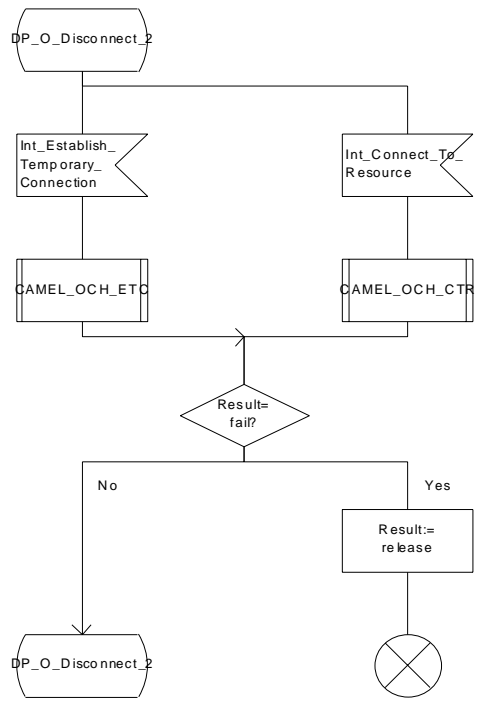 DP_O_Disconnect_2
Int_Establish_
Temporary_
Connection
Int_Connect_To_
Resource
CAMEL_OCH_ETC
CAMEL_OCH_CTR
Result=
fail?
No
Yes
Result:=
release
DP_O_Disconnect_2